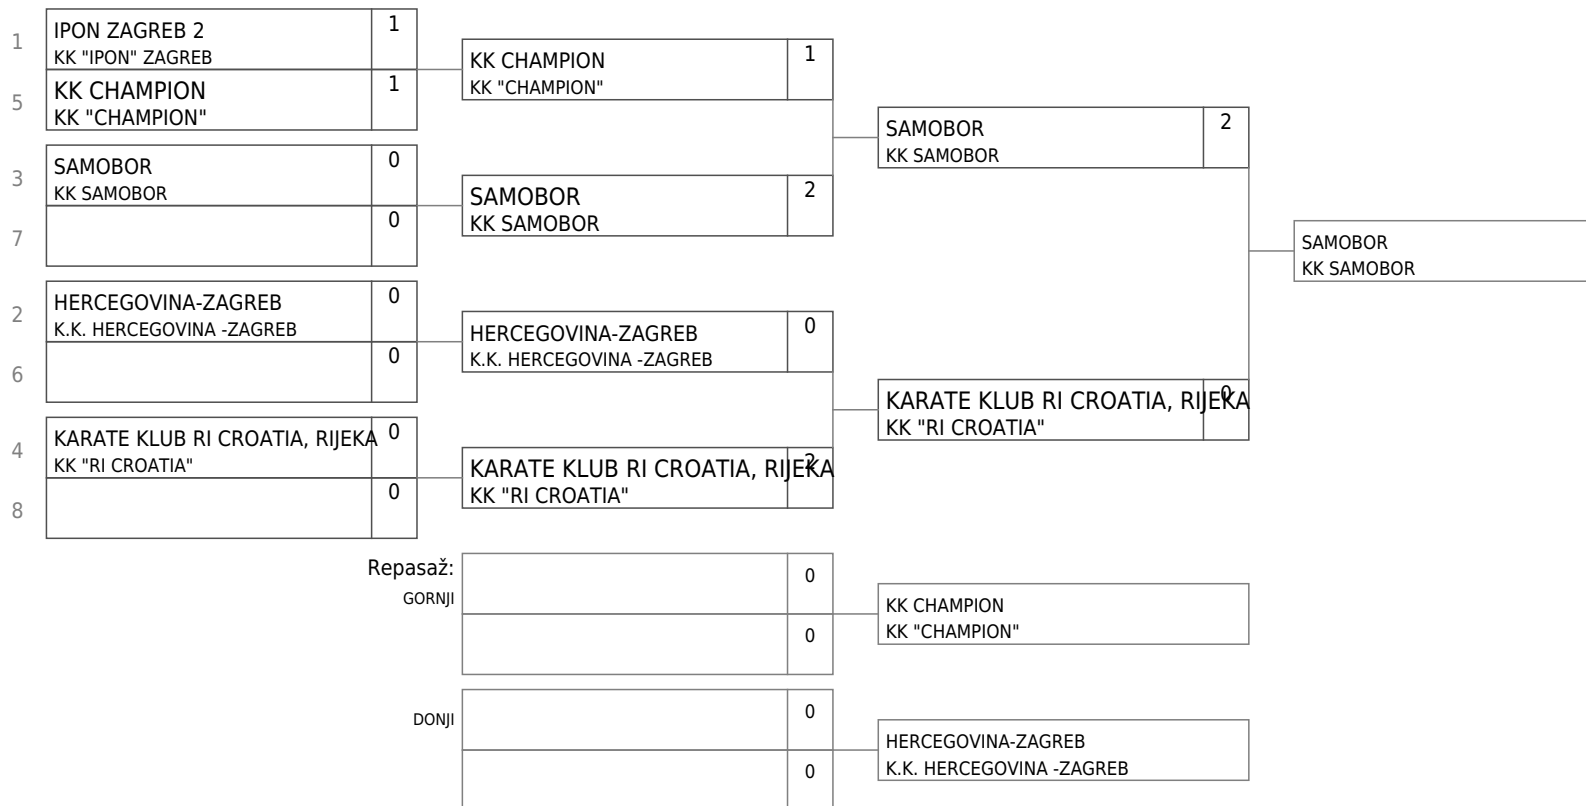 1
IPON ZAGREB 2
KK "IPON" ZAGREB
1
5
KK CHAMPION
KK "CHAMPION"
1
3
SAMOBOR
KK SAMOBOR
0
7
0
2
HERCEGOVINA-ZAGREB
K.K. HERCEGOVINA -ZAGREB
0
6
0
4
KARATE KLUB RI CROATIA, RIJEKA
KK "RI CROATIA"
0
8
0
KK CHAMPION
KK "CHAMPION"
1
SAMOBOR
KK SAMOBOR
2
HERCEGOVINA-ZAGREB
K.K. HERCEGOVINA -ZAGREB
0
KARATE KLUB RI CROATIA, RIJEKA
KK "RI CROATIA"
2
SAMOBOR
KK SAMOBOR
2
KARATE KLUB RI CROATIA, RIJEKA
KK "RI CROATIA"
0
SAMOBOR
KK SAMOBOR
Repasaž:
GORNJI
0
0
KK CHAMPION
KK "CHAMPION"
DONJI
0
0
HERCEGOVINA-ZAGREB
K.K. HERCEGOVINA -ZAGREB